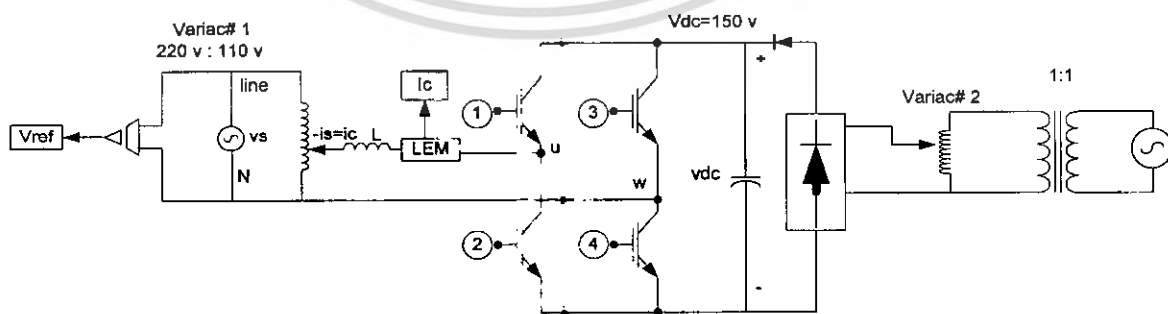 Variac# 1
220 v : 110 v
line
Vref
vs
N
-is=ic L
Ic
LEM
1
2
3
4
u
w
Vdc=150 v
+
vdc
-
Variac# 2
1:1